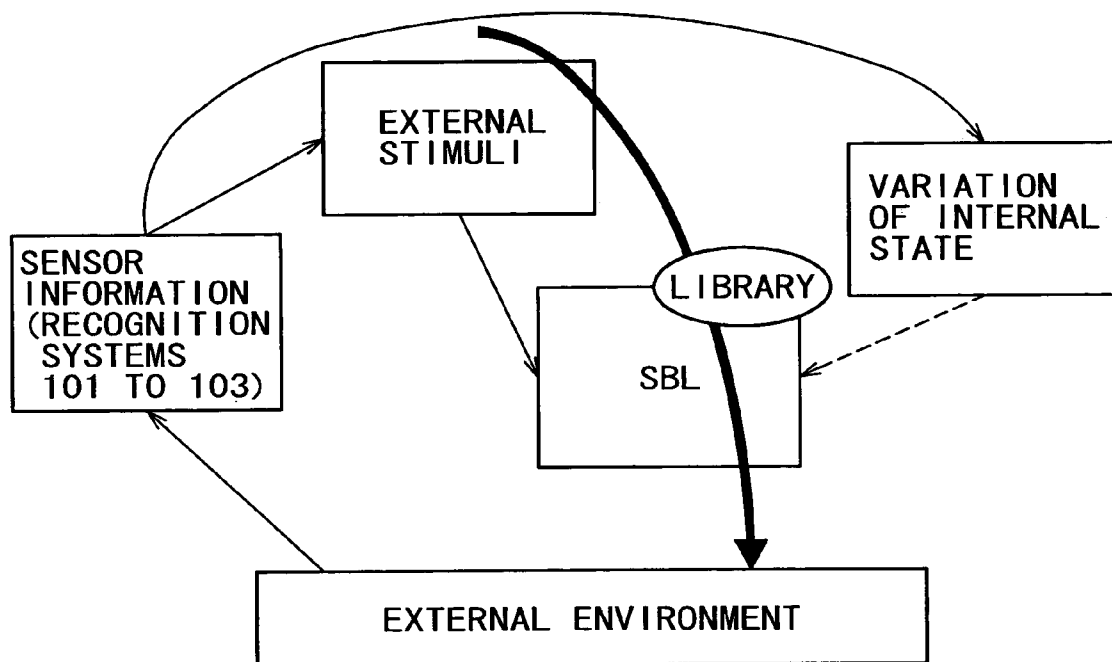 EXTERNAL
STIMULI
VARIATION
OF INTERNAL
STATE
SENSOR
INFORMATION
(RECOGNITION
SYSTEMS
101 TO 103)
LIBRARY
SBL
EXTERNAL ENVIRONMENT